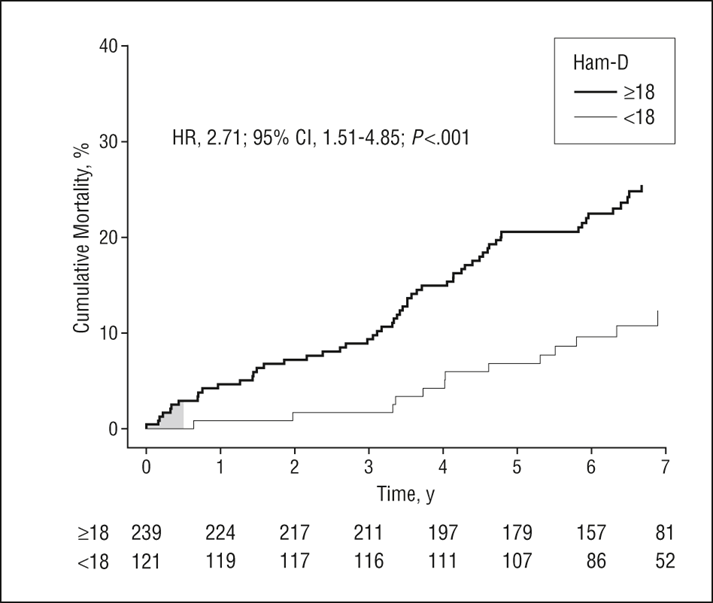 40
30
20
10
0
Cumulative Mortality, %
Ham-D
≥18
<18
HR, 2.71; 95% CI, 1.51-4.85; P<.001
0 1 2 3 4 5 6 7
Time, y
≥18 239 224 217 211 197 179 157 81
<18 121 119 117 116 111 107 86 52